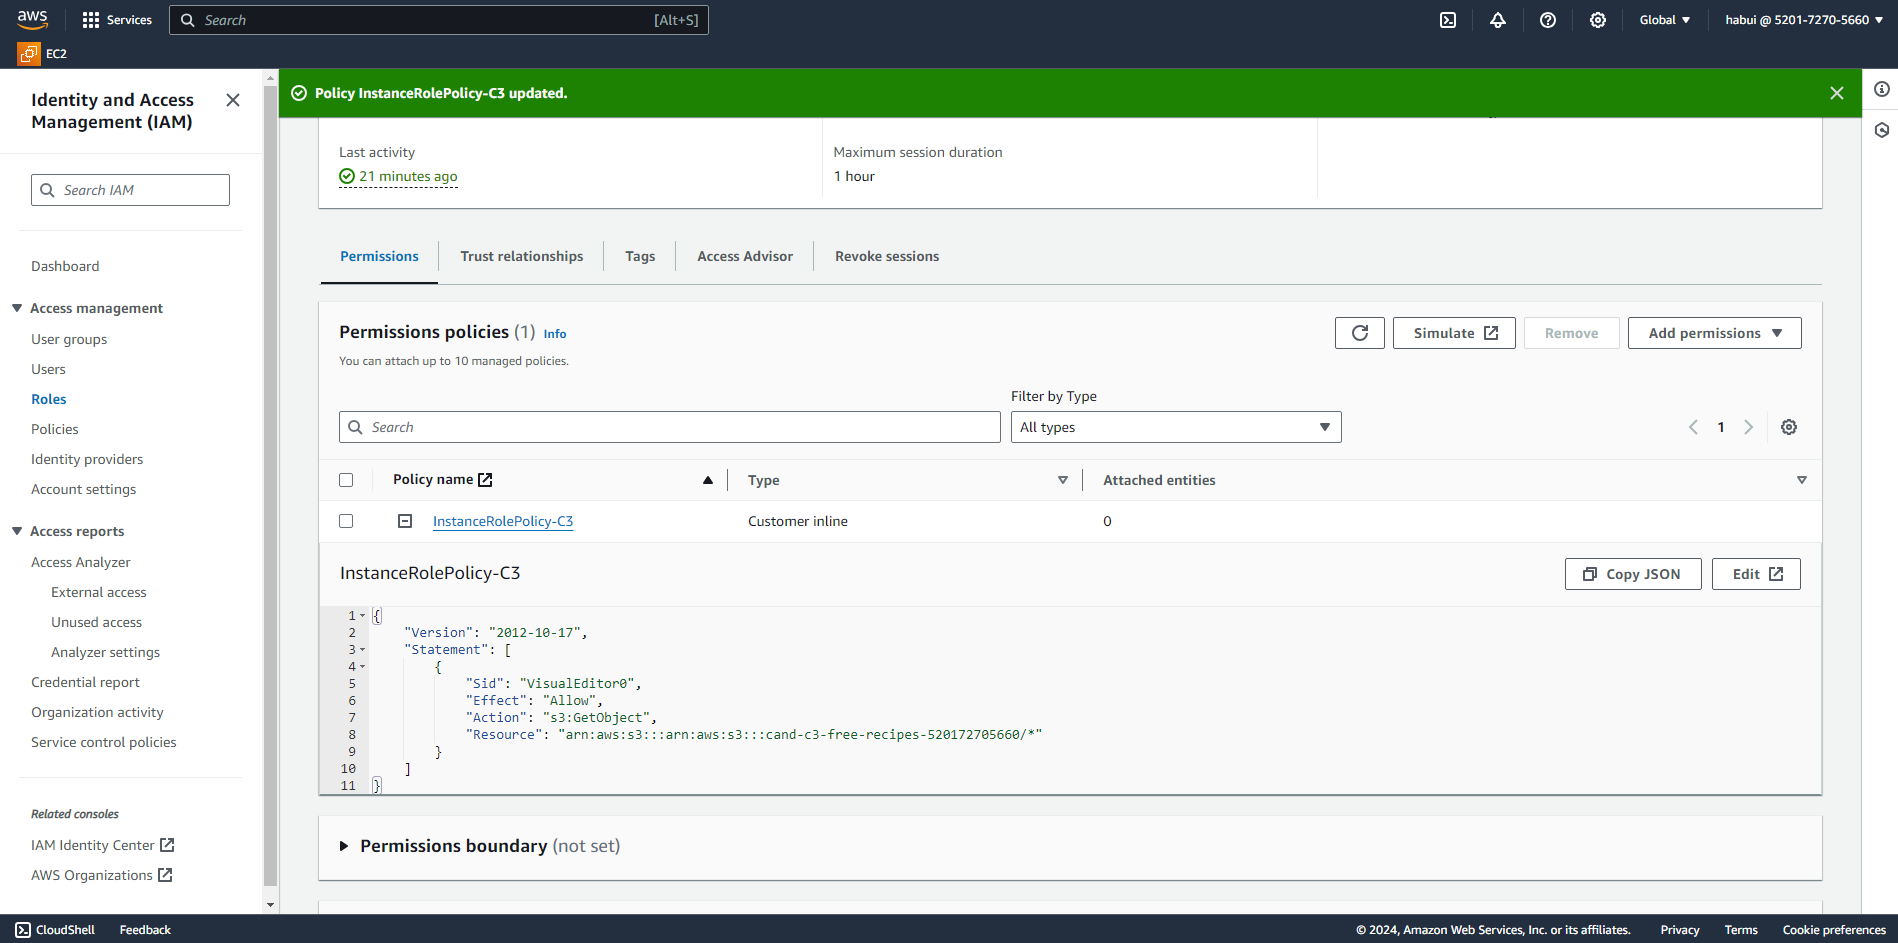 aws
Services
Search
[Alt+S]
Global
habui @ 5201-7270-5660
EC2
Identity and Access
Management (IAM)
Search IAM
Dashboard
Access management
User groups
Users
Roles
Policies
Identity providers
Account settings
Access reports
Access Analyzer
External access
Unused access
Analyzer settings
Credential report
Organization activity
Service control policies
Related consoles
IAM Identity Center
AWS Organizations
Policy InstanceRolePolicy-C3 updated.
Last activity
21 minutes ago
Maximum session duration
1 hour
Permissions
Trust relationships
Tags
Access Advisor
Revoke sessions
Permissions policies (1) Info
You can attach up to 10 managed policies.
Simulate
Remove
Add permissions
Filter by Type
Search
All types
1
Policy name
Type
Attached entities
InstanceRolePolicy-C3
Customer inline
0
InstanceRolePolicy-C3
Copy JSON
Edit
1 {
2 "Version": "2012-10-17",
3 "Statement": [
4 {
5 "Sid": "VisualEditor0",
6 "Effect": "Allow",
7 "Action": "s3:GetObject",
8 "Resource": "arn:aws:s3:::arn:aws:s3:::cand-c3-free-recipes-520172705660/*"
9 }
10 ]
11 }
Permissions boundary (not set)
CloudShell
Feedback
© 2024, Amazon Web Services, Inc. or its affiliates.
Privacy
Terms
Cookie preferences